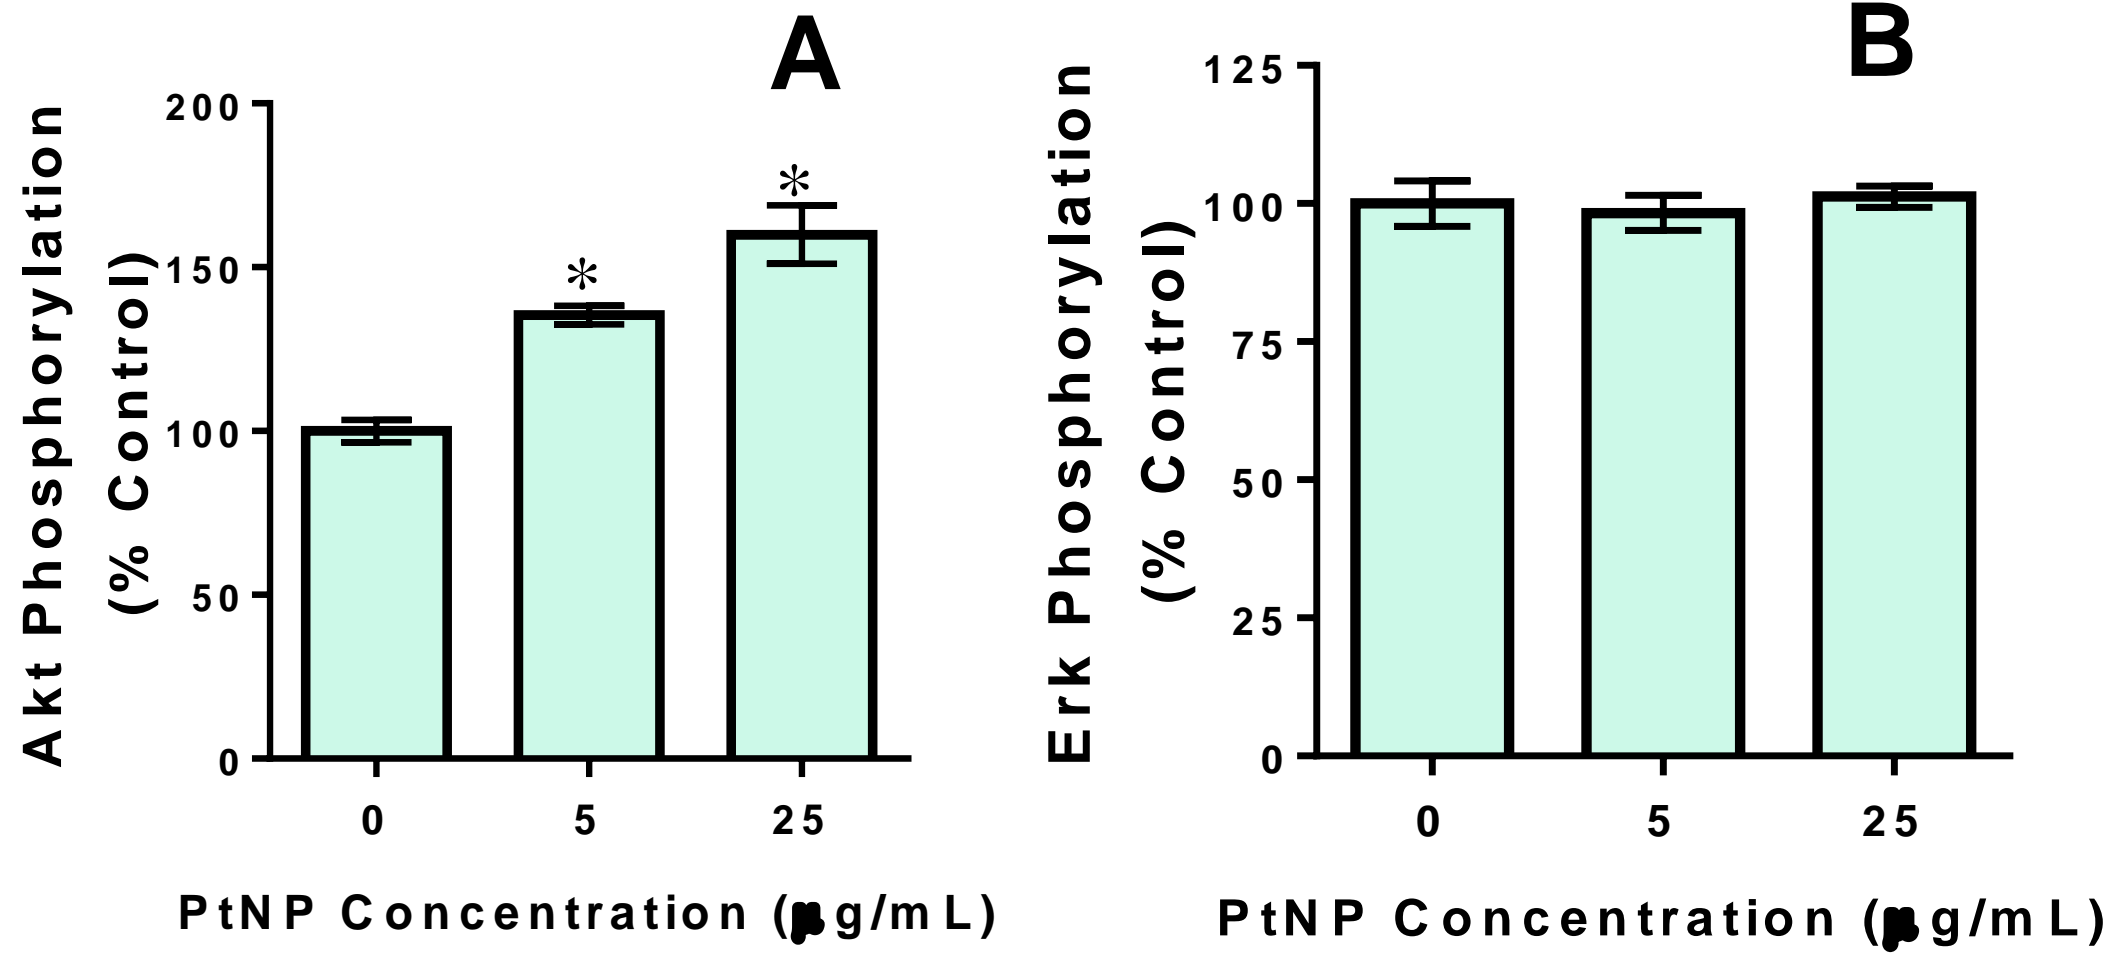 A
Akt Phosphorylation
(% Control)
200
150
100
50
0
*
*
0 5 25
PtNP Concentration (μg/mL)
B
Erk Phosphorylation
(% Control)
125
100
75
50
25
0
0 5 25
PtNP Concentration (μg/mL)